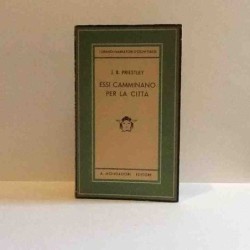 J. B. PRIESTLEY
ESSI CAMMINANO
PER LA CITTÀ
A. MONDADORI EDITORE